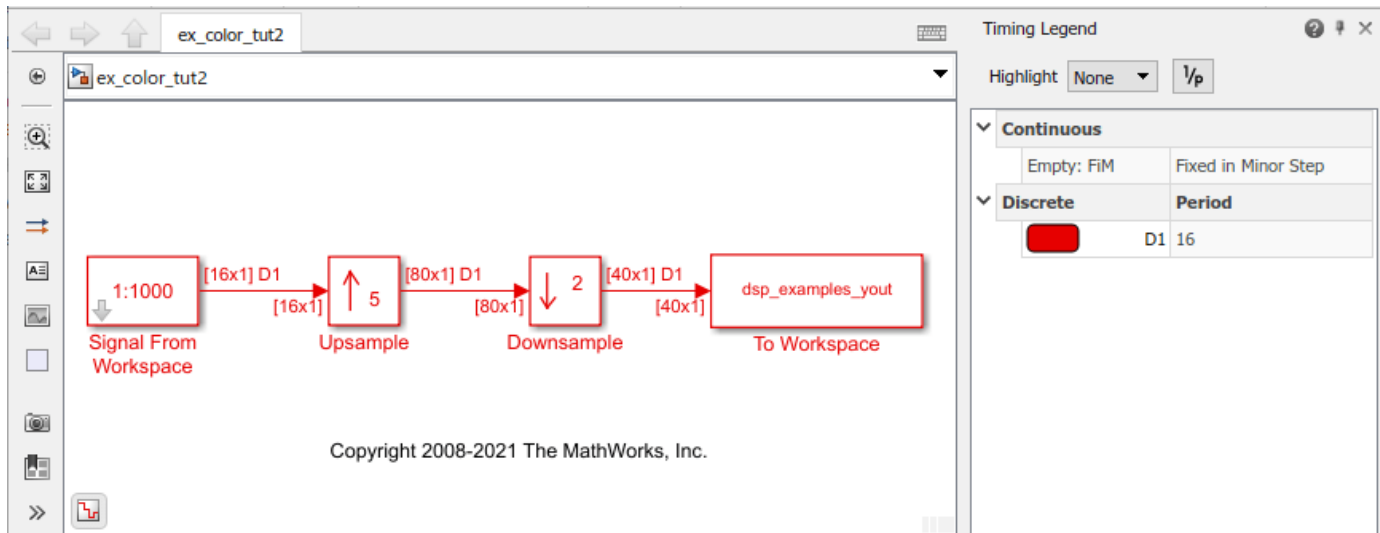 ex_color_tut2
ex_color_tut2
1:1000
Signal From
Workspace
[16x1] D1
[16x1]
5
Upsample
[80x1] D1
[80x1]
2
Downsample
[40x1] D1
[40x1]
dsp_examples_yout
To Workspace
Copyright 2008-2021 The MathWorks, Inc.
Timing Legend
Highlight None 1/p
Continuous
Empty: FiM Fixed in Minor Step
Discrete Period
D1 16